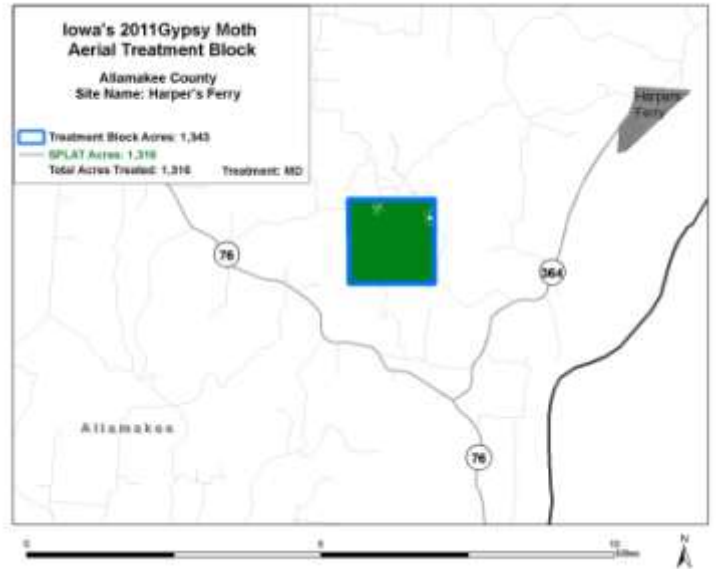 Iowa's 2011Gypsy Moth
Aerial Treatment Block
Allamakee County
Site Name: Harper's Ferry
Treatment Block Acres: 1,343
SPLAT Acres: 1,316
Total Acres Treated: 1,316 Treatment: MD
Harpers
Ferry
76
364
Allamakee
76
0 5 10
Miles
N